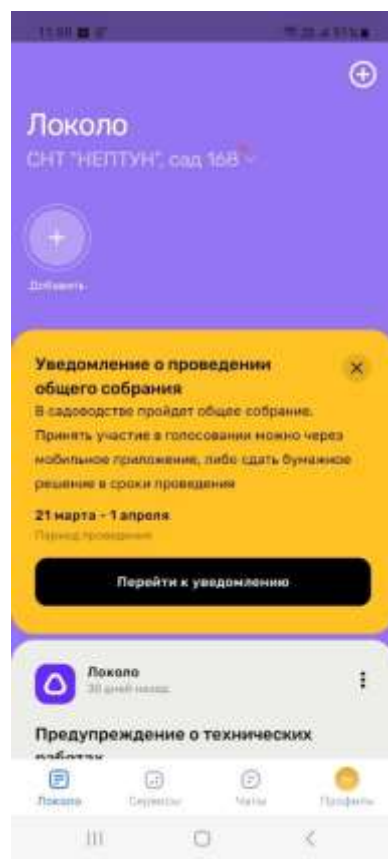 Локоло
СНТ "НЕПТУН", сад 168
Добавить
Уведомление о проведении
общего собрания
В садоводстве пройдет общее собрание.
Принять участие в голосовании можно через
мобильное приложение, либо сдать бумажное
решение в сроки проведения
21 марта - 1 апреля
Период проведения
Перейти к уведомлению
Локоло
30 дней назад
Предупреждение о технических
работах
Локоло
Сервисы
Чаты
Профиль